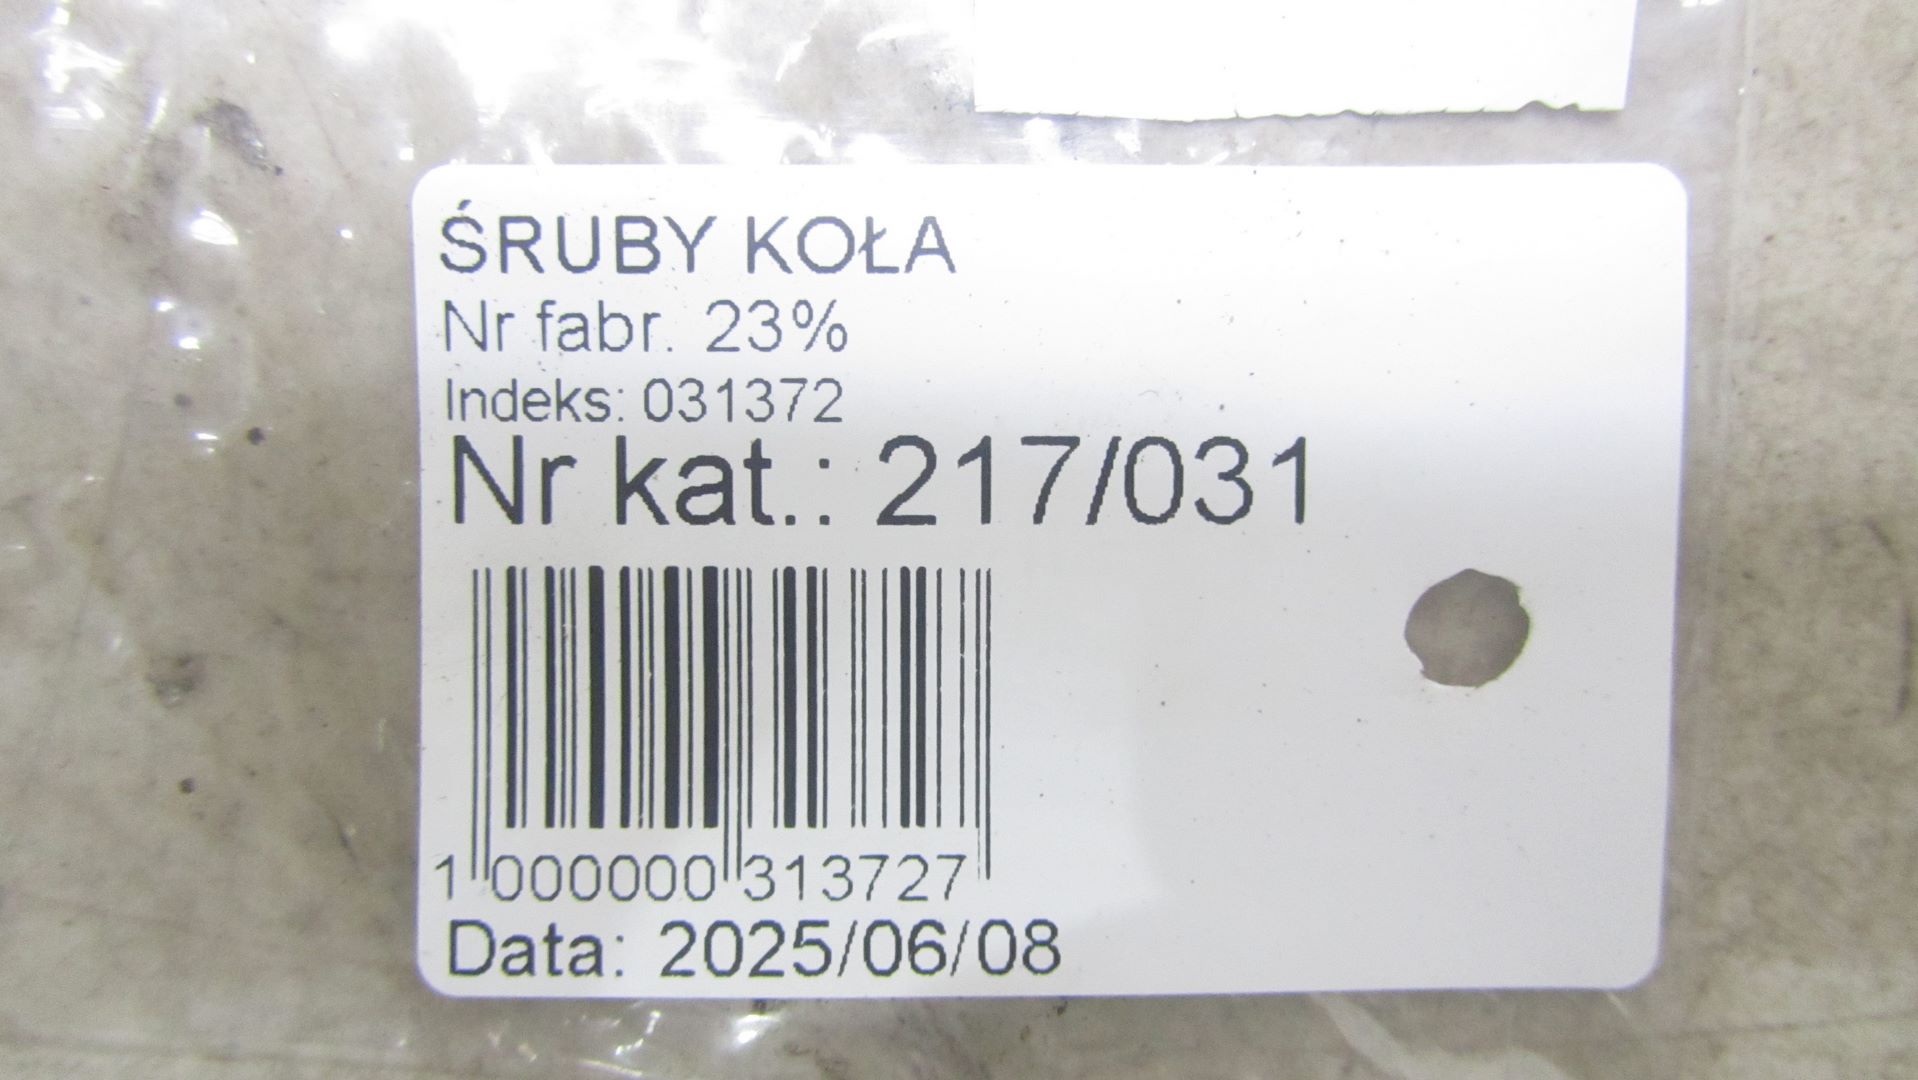 ŚRUBY KOŁA
Nr fabr. 23%
Indeks: 031372
Nr kat.: 217/031
1 000000 313727
Data: 2025/06/08